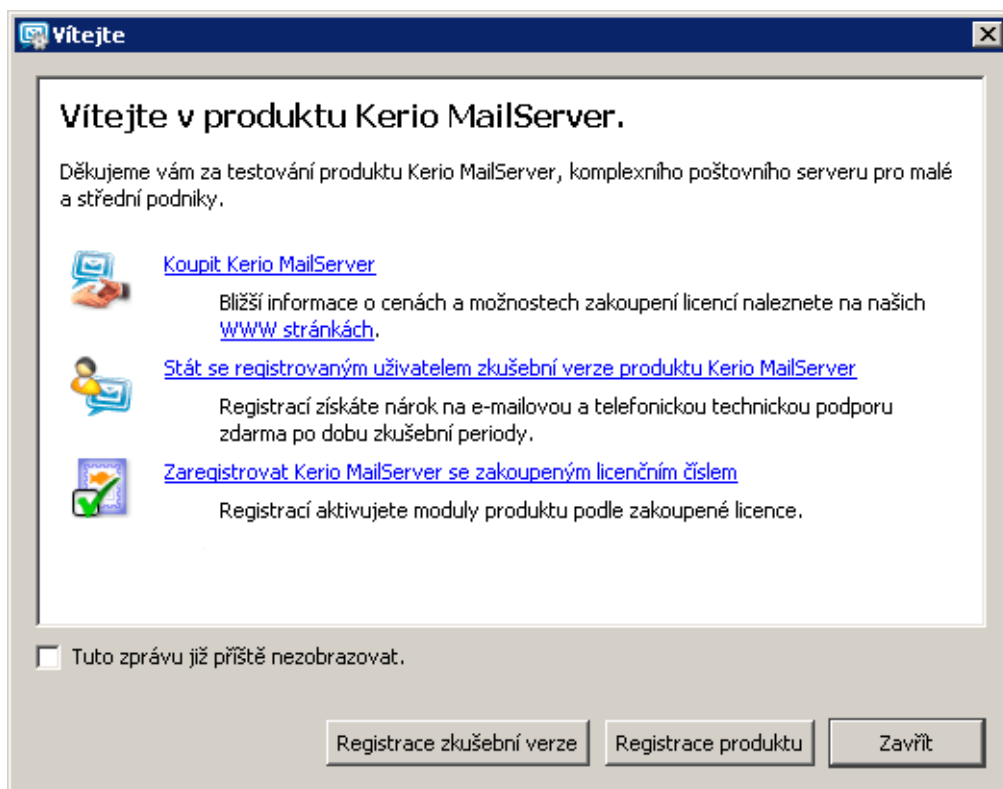 Vítejte
Vítejte v produktu Kerio MailServer.
Děkujeme vám za testování produktu Kerio MailServer, komplexního poštovního serveru pro malé
a střední podniky.
Koupit Kerio MailServer
Bližší informace o cenách a možnostech zakoupení licencí naleznete na našich
WWW stránkách.
Stát se registrovaným uživatelem zkušební verze produktu Kerio MailServer
Registrací získáte nárok na e-mailovou a telefonickou technickou podporu
zdarma po dobu zkušební periody.
Zaregistrovat Kerio MailServer se zakoupeným licenčním číslem
Registrací aktivujete moduly produktu podle zakoupené licence.
Tuto zprávu již příště nezobrazovat.
Registrace zkušební verze Registrace produktu Zavřít